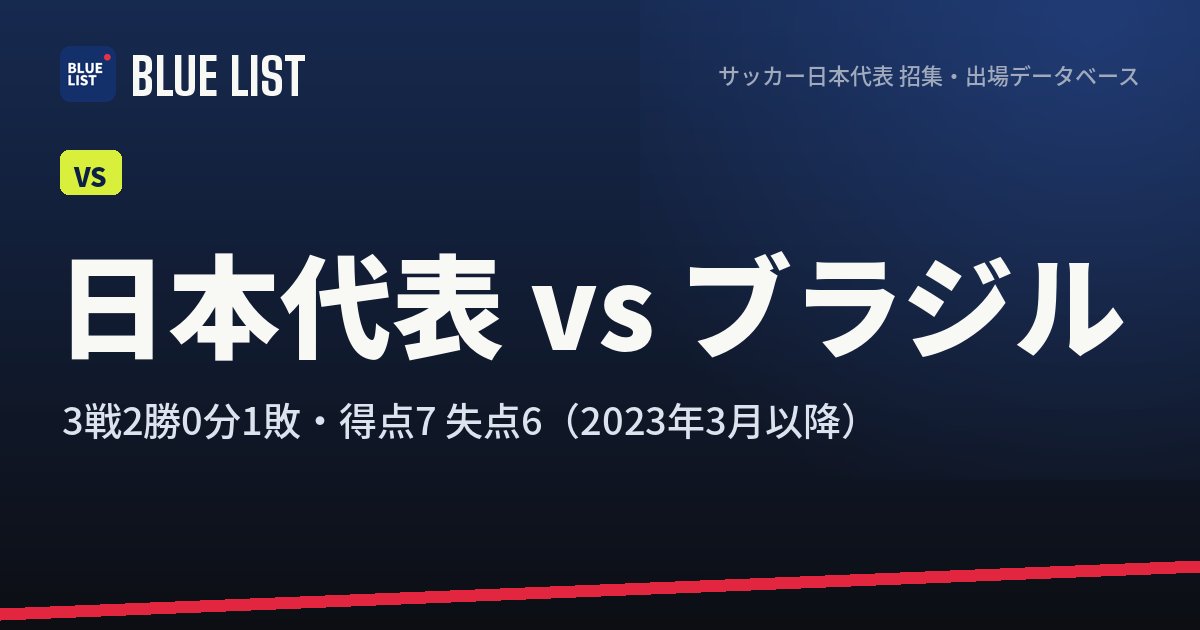 BLUE LIST
BLUE LIST
サッカー日本代表 招集・出場データベース
VS
日本代表 vs ブラジル
3戦2勝0分1敗・得点7 失点6（2023年3月以降）